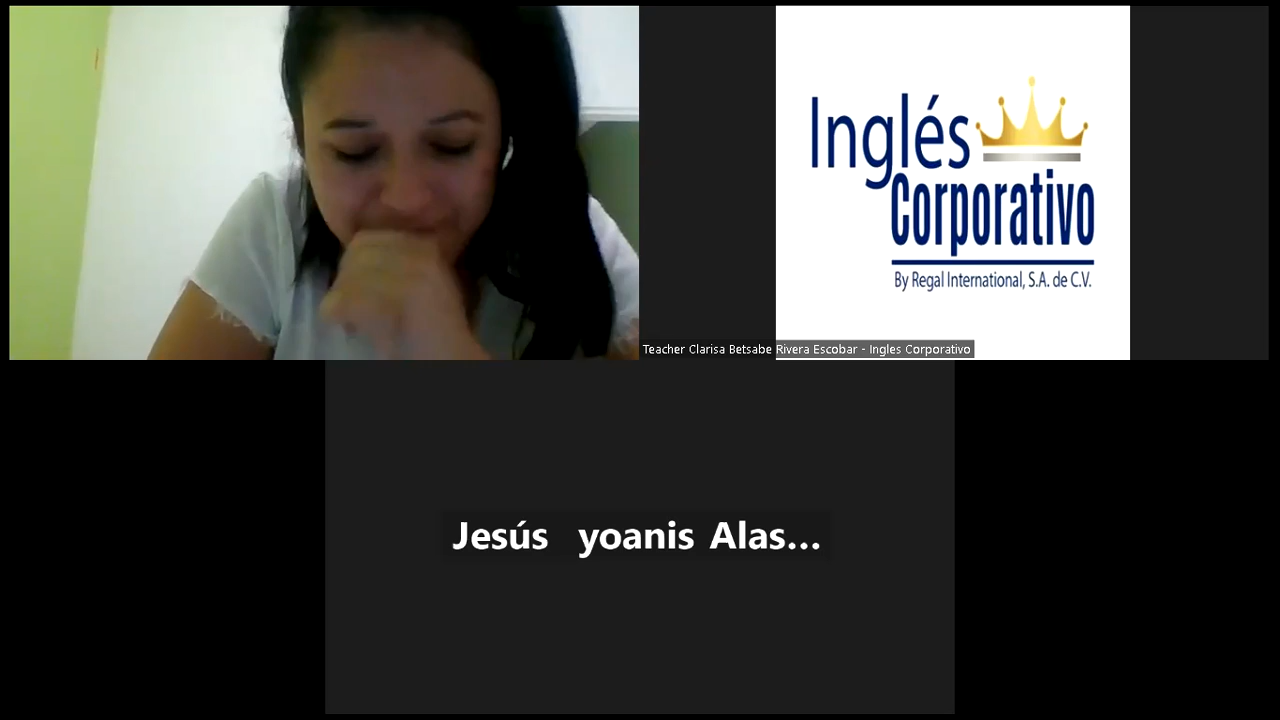 Inglés
Corporativo
By Regal International, S.A. de C.V.
Teacher Clarisa Betsabe Rivera Escobar - Ingles Corporativo
Jesús yoanis Alas...